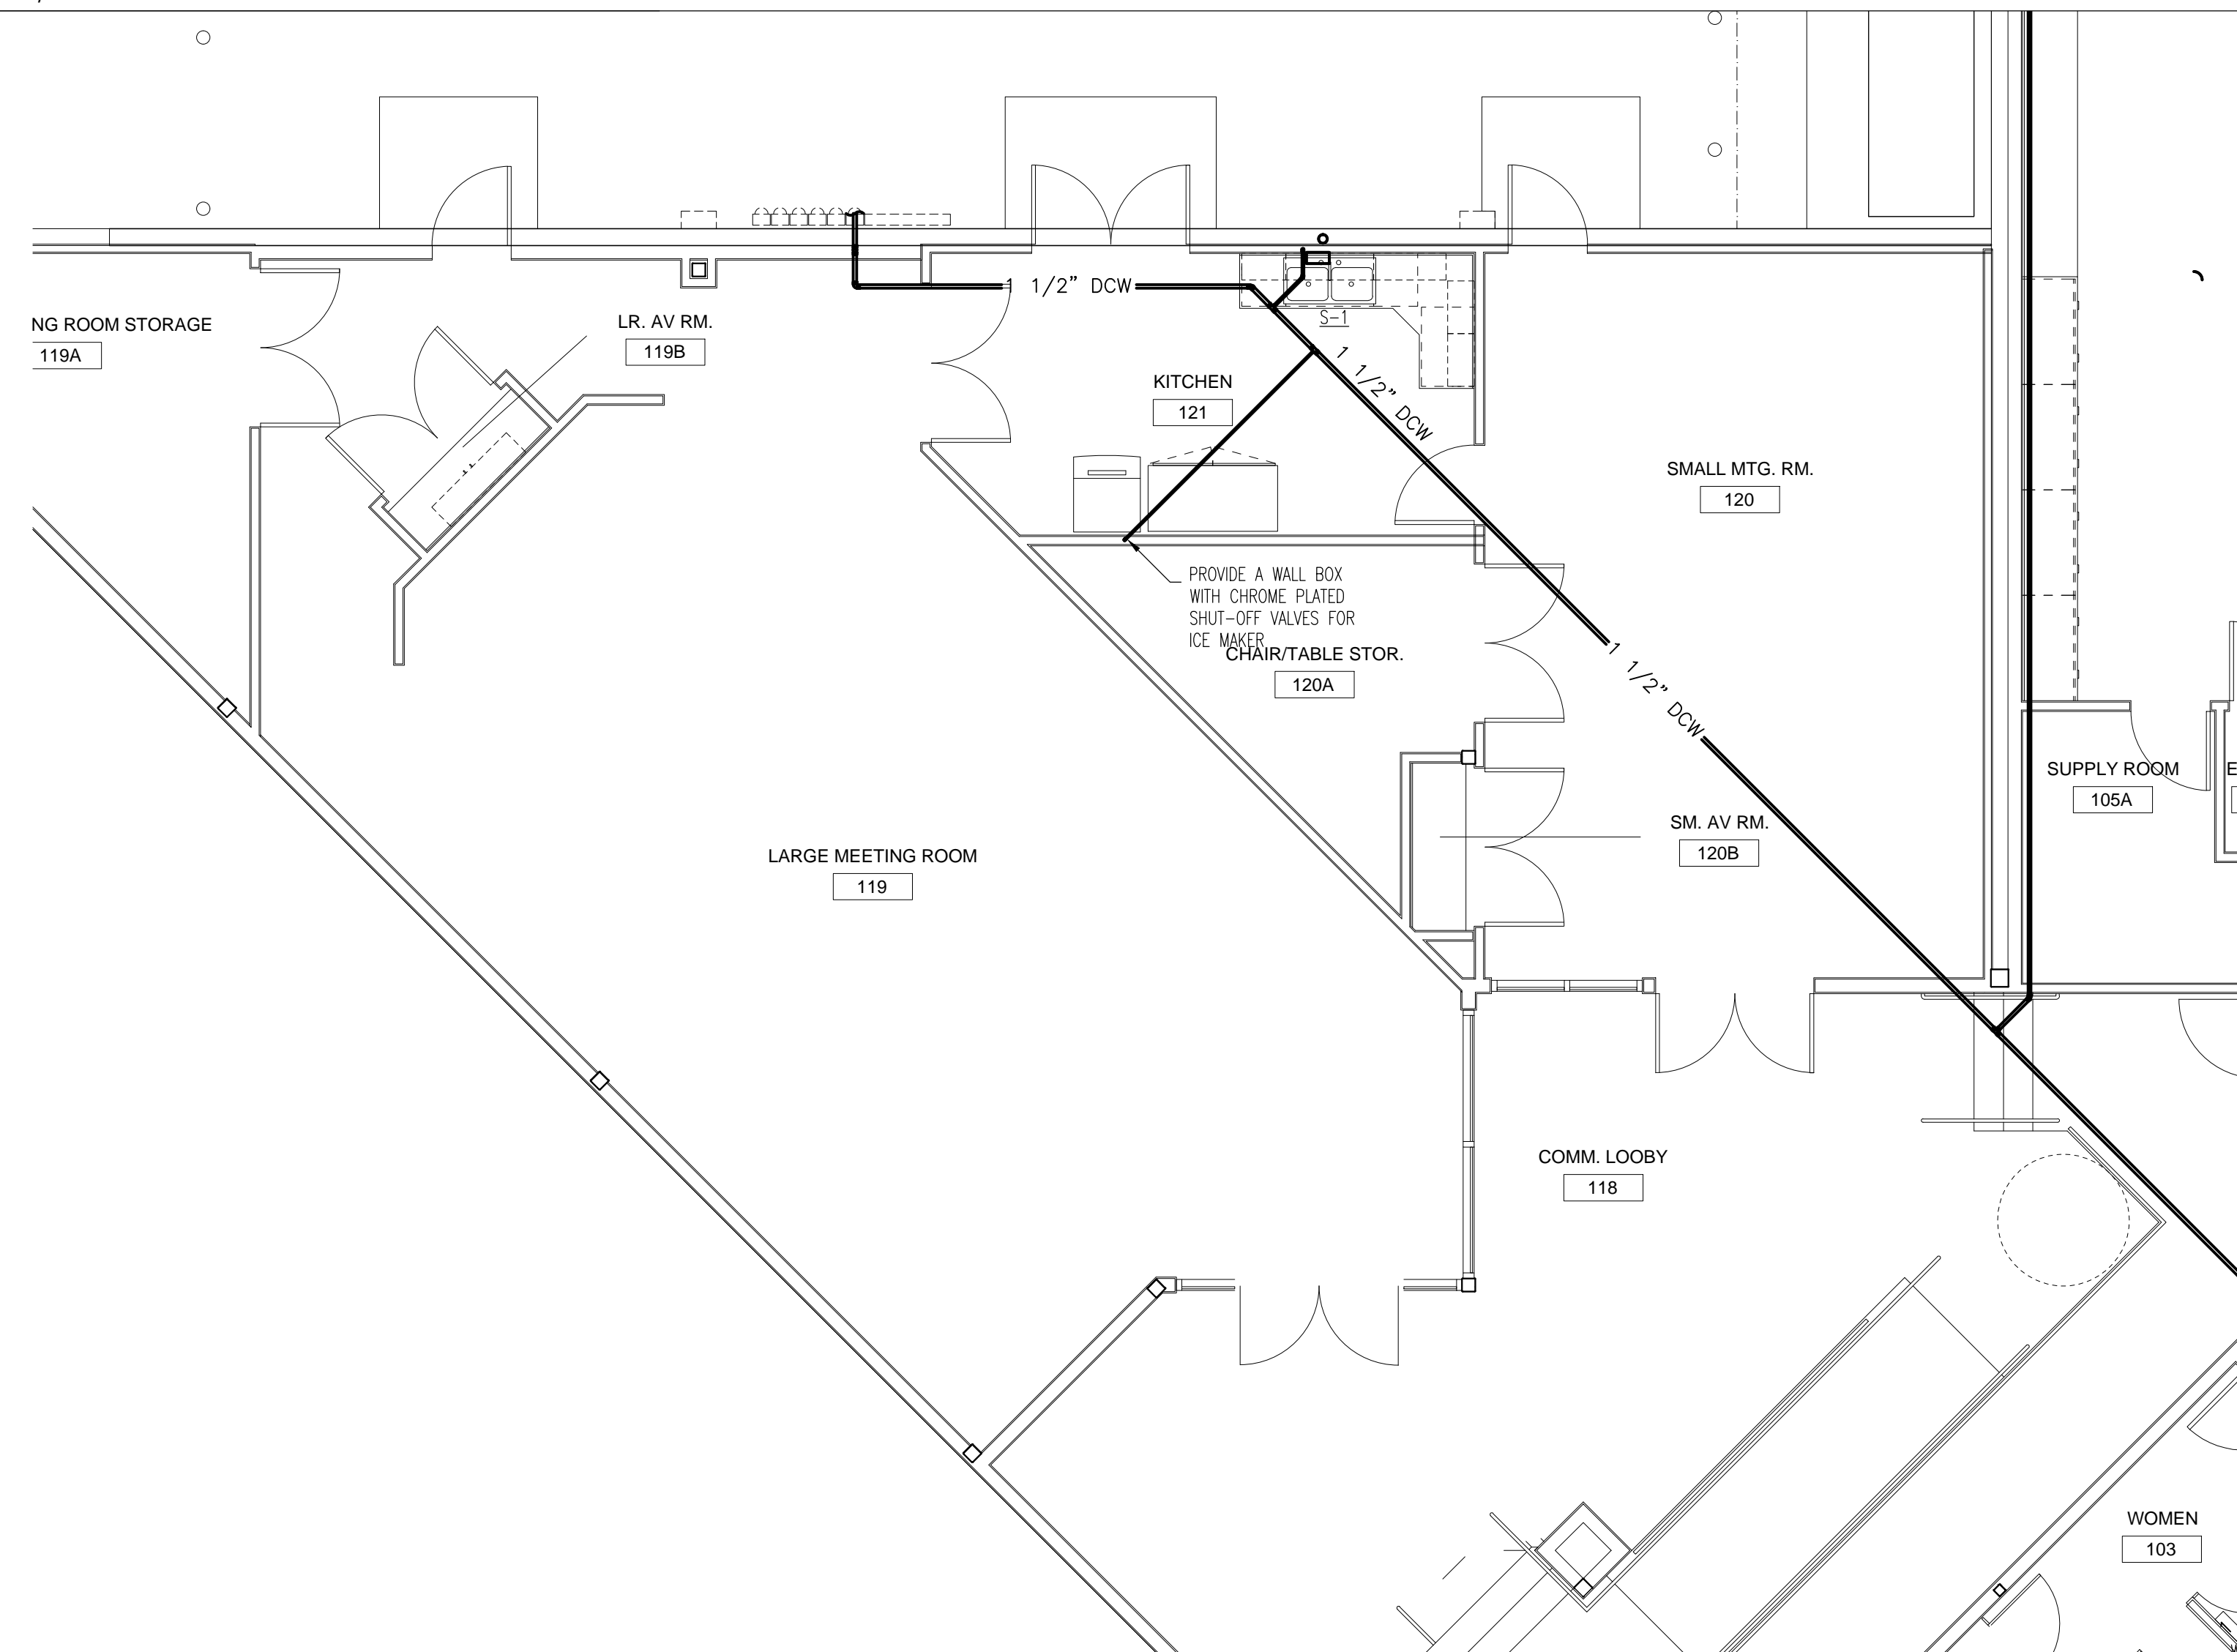 1 1/2" DCW
S-1
NG ROOM STORAGE
119A
LR. AV RM.
119B
KITCHEN
121
1 1/2" DCW
SMALL MTG. RM.
120
PROVIDE A WALL BOX
WITH CHROME PLATED
SHUT-OFF VALVES FOR
ICE MAKER
CHAIR/TABLE STOR.
120A
1 1/2" DCW
SUPPLY ROOM
105A
E
SM. AV RM.
120B
LARGE MEETING ROOM
119
COMM. LOOBY
118
WOMEN
103